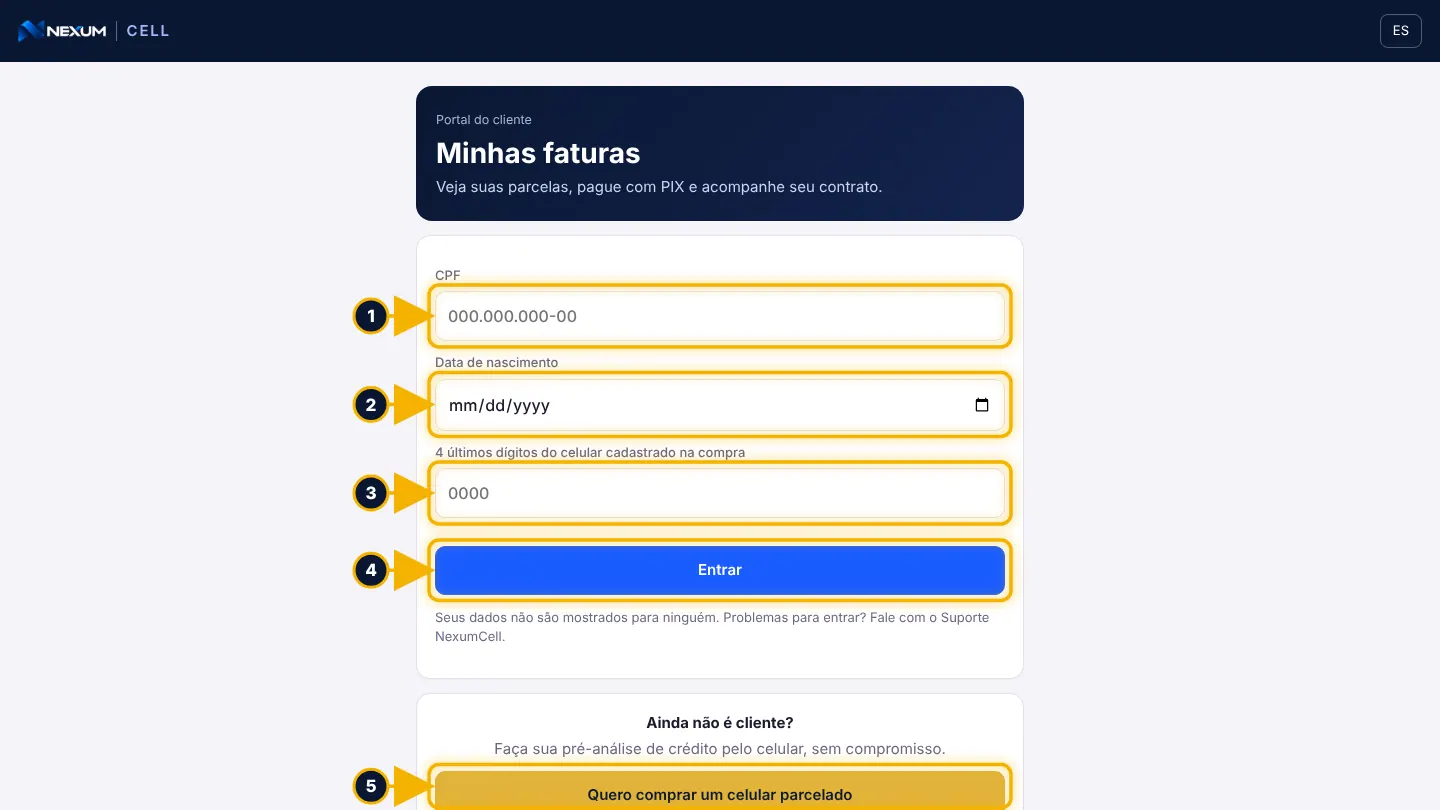 NEXUM CELL
ES
Portal do cliente
Minhas faturas
Veja suas parcelas, pague com PIX e acompanhe seu contrato.
CPF
1
000.000.000-00
Data de nascimento
2
mm/dd/yyyy
4 últimos dígitos do celular cadastrado na compra
3
0000
4
Entrar
Seus dados não são mostrados para ninguém. Problemas para entrar? Fale com o Suporte
NexumCell.
Ainda não é cliente?
Faça sua pré-análise de crédito pelo celular, sem compromisso.
5
Quero comprar um celular parcelado